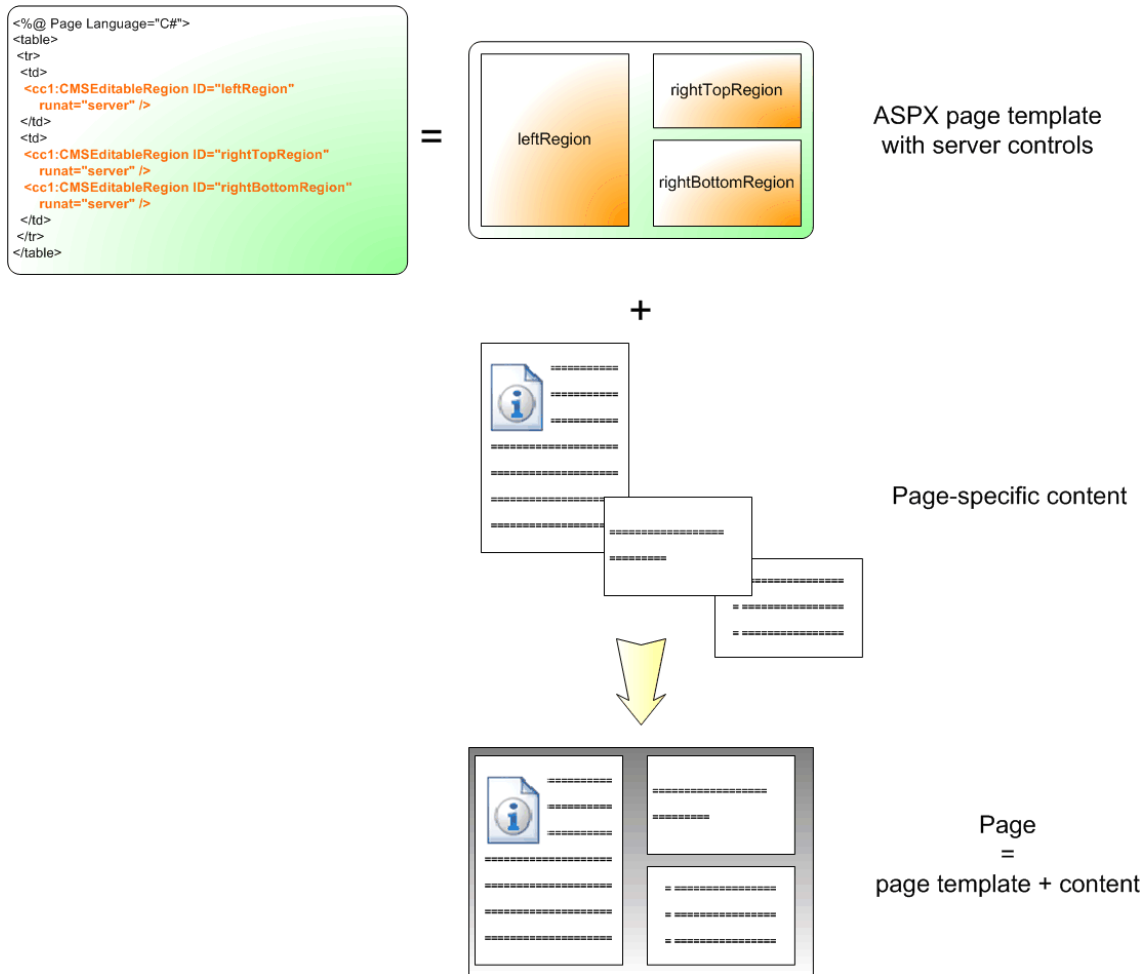 <%@ Page Language="C#">
<table>
<tr>
<td>
<cc1:CMSEditableRegion ID="leftRegion"
runat="server" />
</td>
<td>
<cc1:CMSEditableRegion ID="rightTopRegion"
runat="server" />
<cc1:CMSEditableRegion ID="rightBottomRegion"
runat="server" />
</td>
</tr>
</table>
=
leftRegion
rightTopRegion
rightBottomRegion
ASPX page template
with server controls
+
Page-specific content
Page
=
page template + content